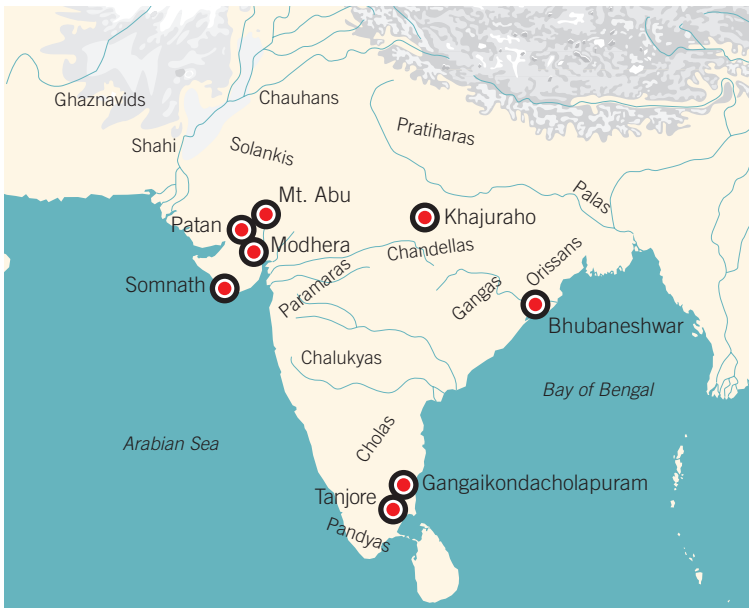 Ghaznavids
Chauhans
Pratiharas
Shahi
Solankis
Mt. Abu
Palas
Patan
Khajuraho
Modhera
Chandellas
Orissans
Somnath
Paramaras
Gangas
Bhubaneshwar
Chalukyas
Bay of Bengal
Arabian Sea
Cholas
Gangaikondacholapuram
Tanjore
Pandyas